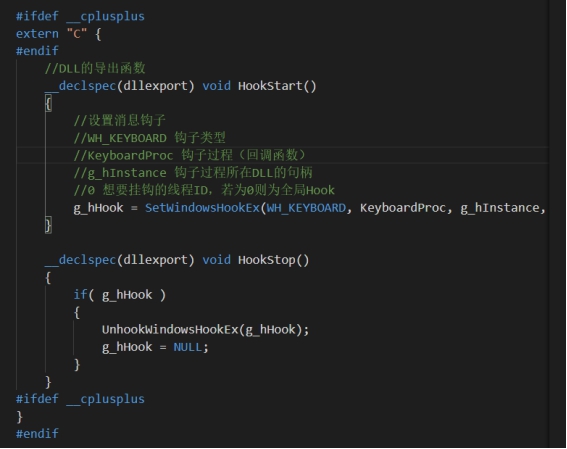 #ifdef __cplusplus
extern "C" {
#endif
//DLL的导出函数
__declspec(dllexport) void HookStart()
{
//设置消息钩子
//WH_KEYBOARD 钩子类型
//KeyboardProc 钩子过程（回调函数）
//g_hInstance 钩子过程所在DLL的句柄
//0 想要挂钩的线程ID，若为0则为全局Hook
g_hHook = SetWindowsHookEx(WH_KEYBOARD, KeyboardProc, g_hInstance,
}
__declspec(dllexport) void HookStop()
{
if( g_hHook )
{
UnhookWindowsHookEx(g_hHook);
g_hHook = NULL;
}
}
#ifdef __cplusplus
}
#endif